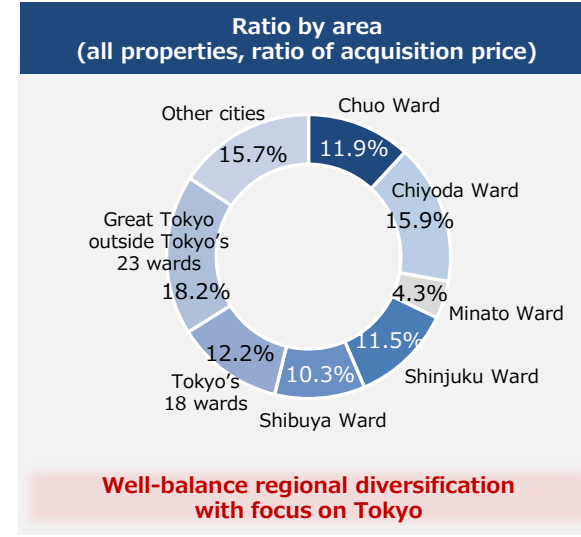 Ratio by area
(all properties, ratio of acquisition price)
Other cities
15.7%
Chuo Ward
11.9%
Chiyoda Ward
15.9%
4.3%
Minato Ward
11.5%
Shinjuku Ward
10.3%
Shibuya Ward
12.2%
Tokyo’s
18 wards
Great Tokyo
outside Tokyo’s
23 wards
18.2%
Well-balance regional diversification
with focus on Tokyo